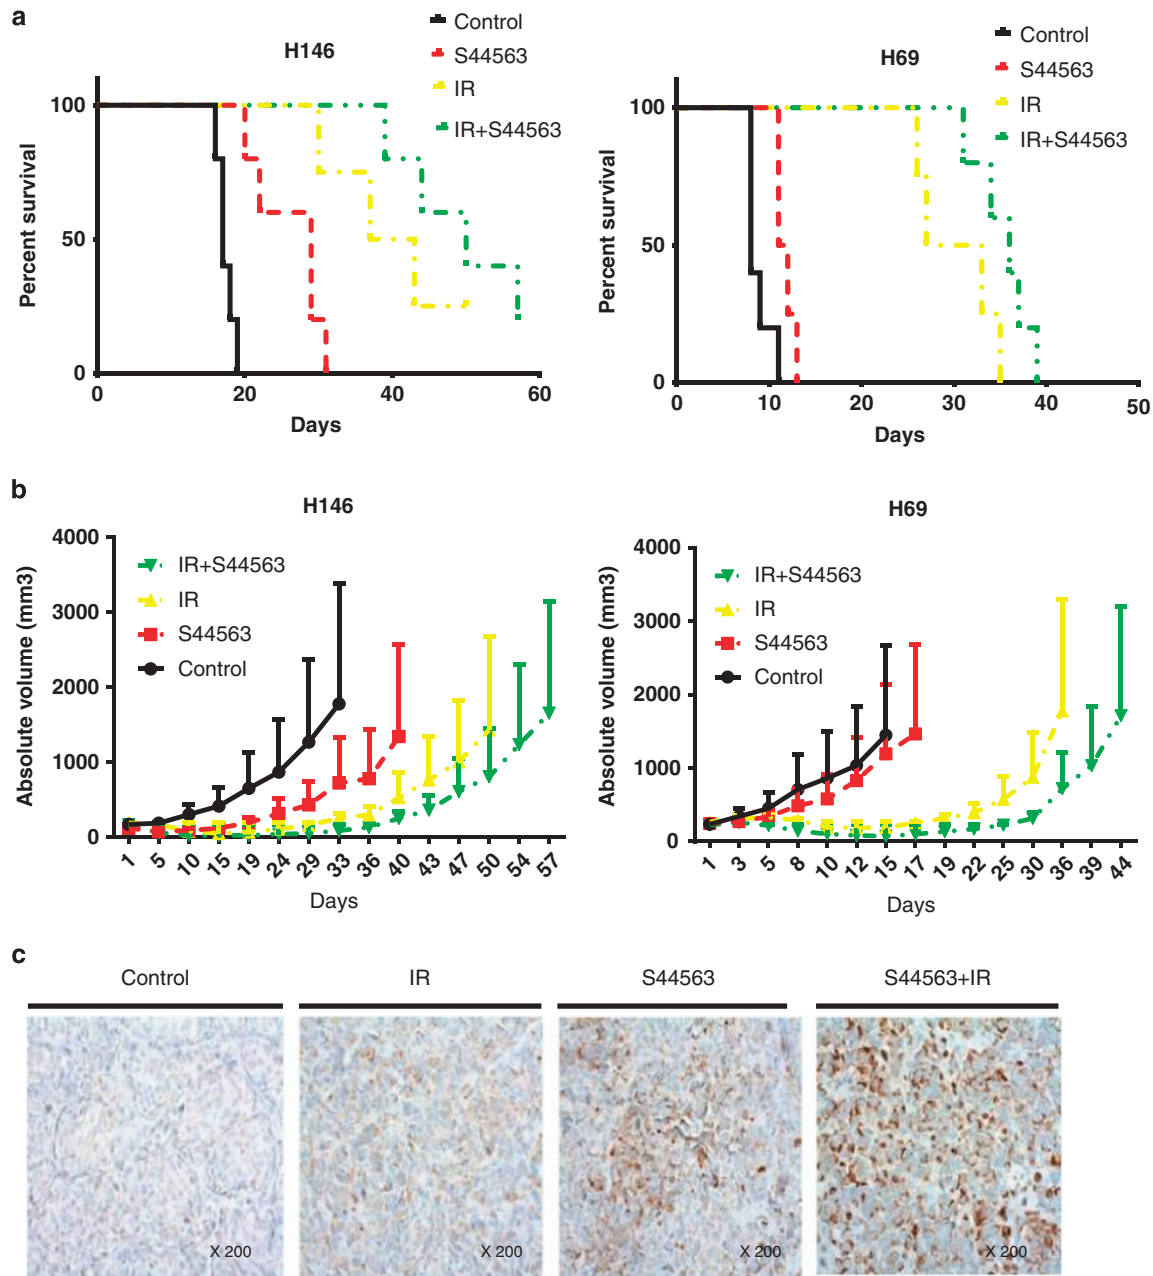 a
H146
Control
S44563
IR
IR+S44563
Percent survival
100
50
0
0 20 40 60
Days
H69
Control
S44563
IR
IR+S44563
Percent survival
100
50
0
0 10 20 30 40 50
Days
b
H146
Absolute volume (mm3)
4000
3000
2000
1000
0
IR+S44563
IR
S44563
Control
1 5 10 15 19 24 29 33 36 40 43 47 50 54 57
Days
H69
Absolute volume (mm3)
4000
3000
2000
1000
0
IR+S44563
IR
S44563
Control
1 3 5 8 10 12 15 17 19 22 25 30 36 39 44
Days
c
Control IR S44563 S44563+IR
X 200 X 200 X 200 X 200